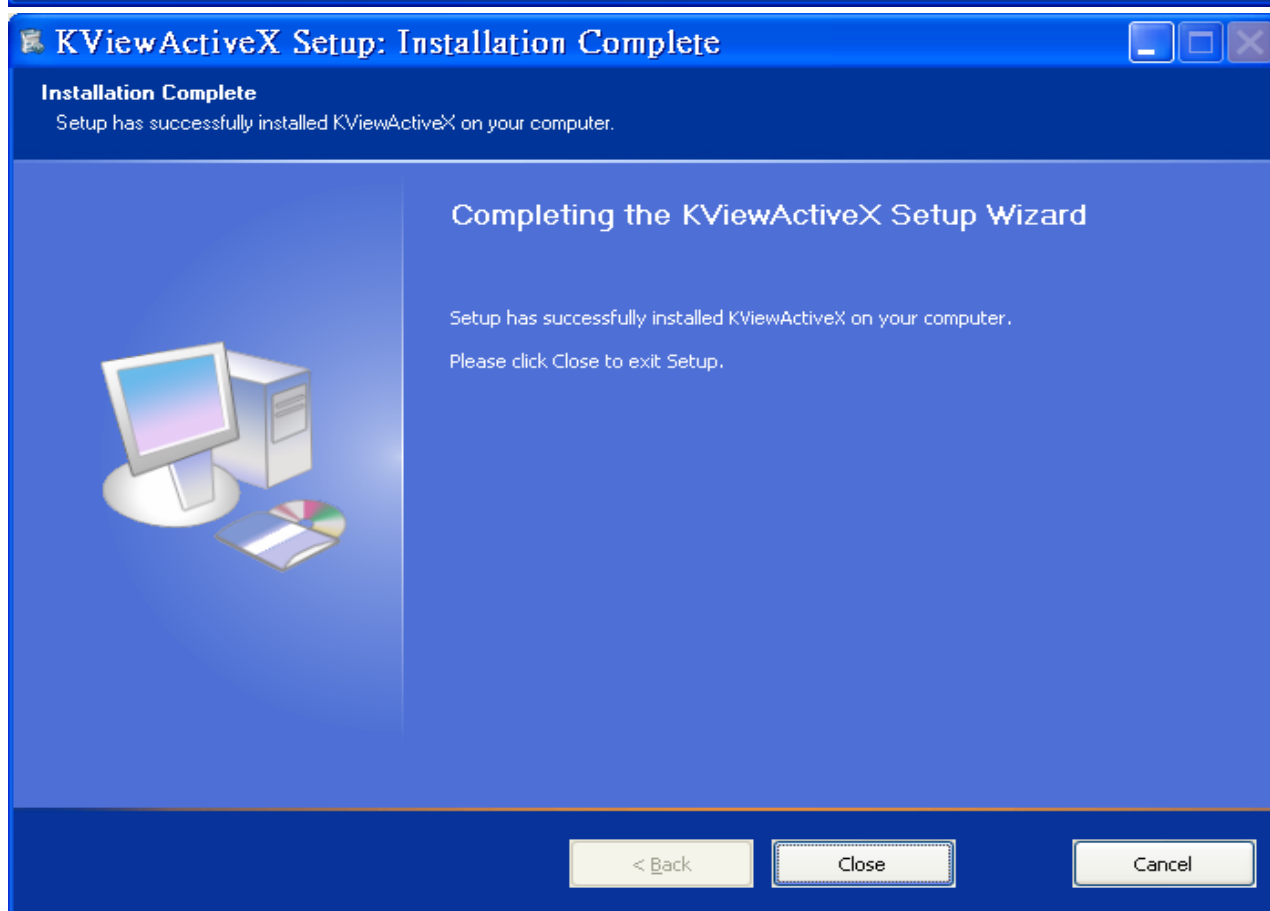 KViewActiveX Setup: Installation Complete
Installation Complete
Setup has successfully installed KViewActiveX on your computer.
Completing the KViewActiveX Setup Wizard
Setup has successfully installed KViewActiveX on your computer.
Please click Close to exit Setup.
< Back Close Cancel